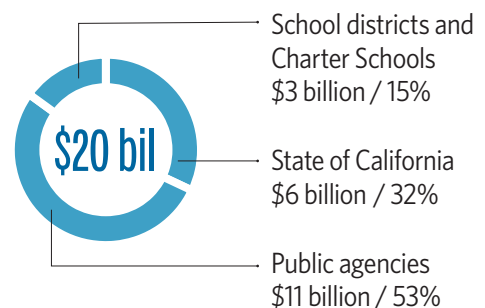 $20 bil
School districts and
Charter Schools
$3 billion / 15%
State of California
$6 billion / 32%
Public agencies
$11 billion / 53%